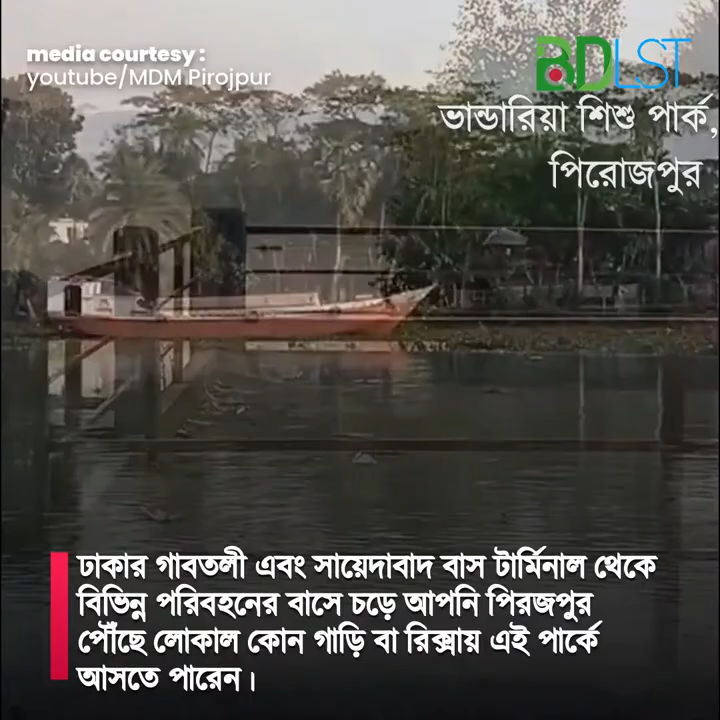 media courtesy :
youtube/MDM Pirojpur
BDLST
ভান্ডারিয়া শিশু পার্ক,
পিরোজপুর
ঢাকার গাবতলী এবং সায়েদাবাদ বাস টার্মিনাল থেকে
বিভিন্ন পরিবহনের বাসে চড়ে আপনি পিরজপুর
পৌঁছে লোকাল কোন গাড়ি বা রিক্সায় এই পার্কে
আসতে পারেন।